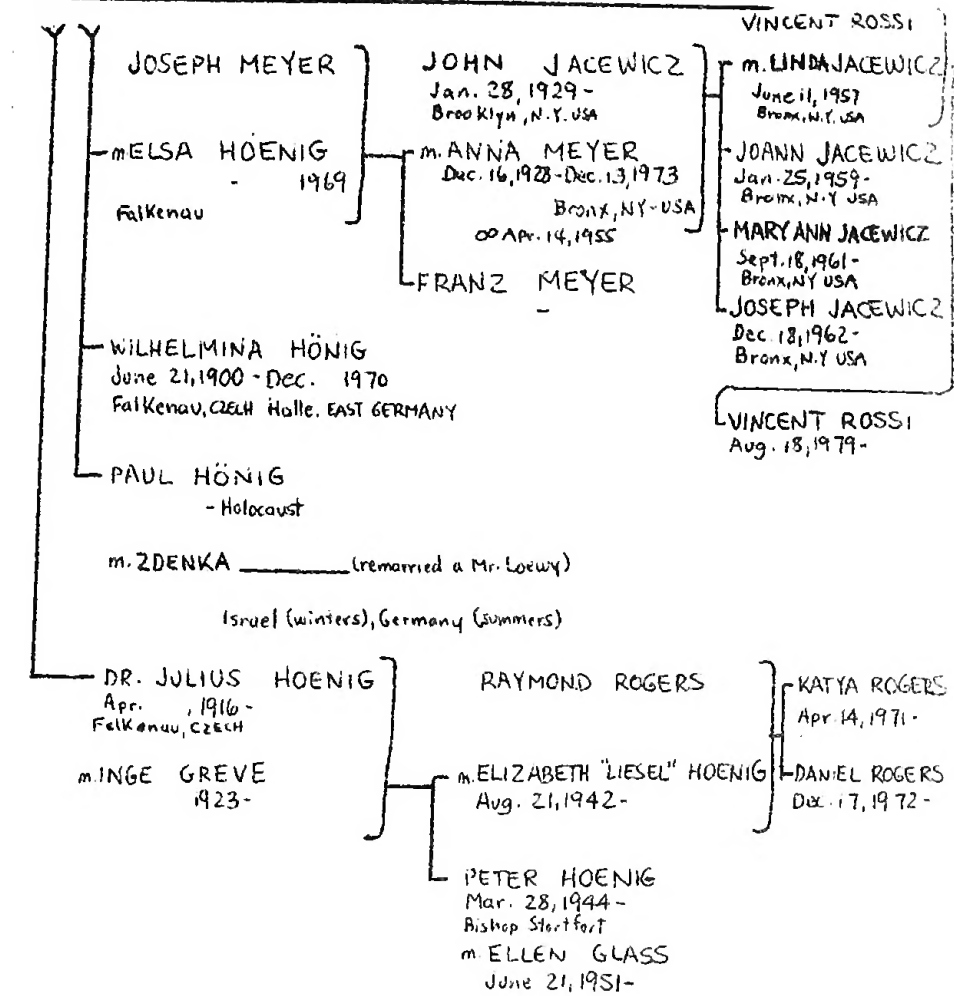 VINCENT ROSSI
JOSEPH MEYER
mELSA HOENIG
- 1969
Falkenau
JOHN JACEWICZ
Jan. 28, 1929-
Brooklyn, N.Y. USA
m. ANNA MEYER
Dec. 16, 1928-Dec. 13, 1973
Bronx, NY-USA
∞ Apr. 14, 1955
FRANZ MEYER
-
m. LINDA JACEWICZ
June 11, 1957
Bronx, N.Y. USA
JOANN JACEWICZ
Jan. 25, 1959-
Bronx, N.Y USA
MARY ANN JACEWICZ
Sept. 18, 1961-
Bronx, NY USA
JOSEPH JACEWICZ
Dec. 18, 1962-
Bronx, N.Y USA
VINCENT ROSSI
Aug. 18, 1979-
WILHELMINA HÖNIG
June 21, 1900 - Dec. 1970
Falkenau, CZECH Halle, EAST GERMANY
PAUL HÖNIG
- Holocaust
m. ZDENKA ________ (remarried a Mr. Loewy)
Israel (winters), Germany (summers)
DR. JULIUS HOENIG
Apr. , 1916-
Falkenau, CZECH
m. INGE GREVE
1923-
RAYMOND ROGERS
m. ELIZABETH "LIESEL" HOENIG
Aug. 21, 1942-
KATYA ROGERS
Apr. 14, 1971-
DANIEL ROGERS
Dec. 17, 1972-
PETER HOENIG
Mar. 28, 1944-
Bishop Stortfort
m. ELLEN GLASS
June 21, 1951-